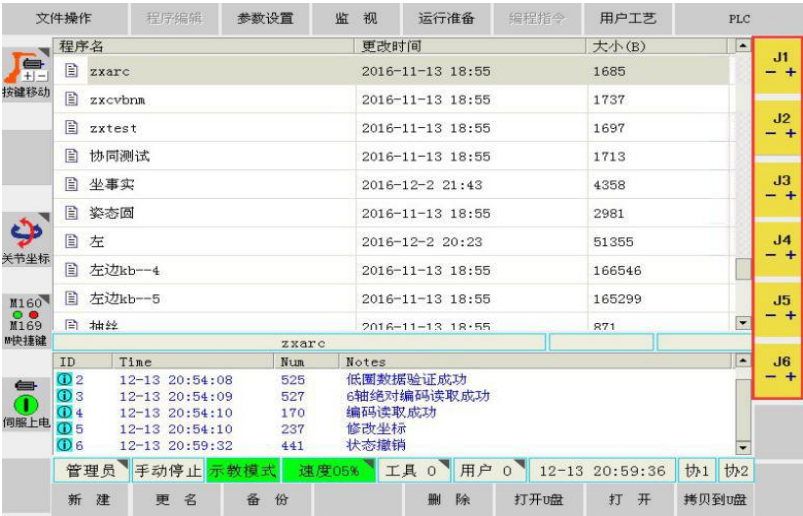 文件操作 程序编辑 参数设置 监 视 运行准备 编程指令 用户工艺 PLC
程序名 更改时间 大小(B)
zxarc 2016-11-13 18:55 1685
zxcvbnm 2016-11-13 18:55 1737
zxtest 2016-11-13 18:55 1697
协同测试 2016-11-13 18:55 1713
坐事实 2016-12-2 21:43 4358
姿态圆 2016-11-13 18:55 2981
左 2016-12-2 20:23 51355
左边kb--4 2016-11-13 18:55 166546
左边kb--5 2016-11-13 18:55 165299
抽丝 2016-11-13 18:55 871
zxarc
ID Time Num Notes
2 12-13 20:54:08 525 低圈数据验证成功
3 12-13 20:54:09 527 6轴绝对编码读取成功
4 12-13 20:54:10 170 编码读取成功
5 12-13 20:54:10 237 修改坐标
6 12-13 20:59:32 441 状态撤销
管理员 手动停止 示教模式 速度05% 工具 0 用户 0 12-13 20:59:36 协1 协2
新 建 更 名 备 份 删 除 打开U盘 打 开 拷贝到U盘
按键移动
关节坐标
M160
M169
M快捷键
伺服上电
J1
- +
J2
- +
J3
- +
J4
- +
J5
- +
J6
- +